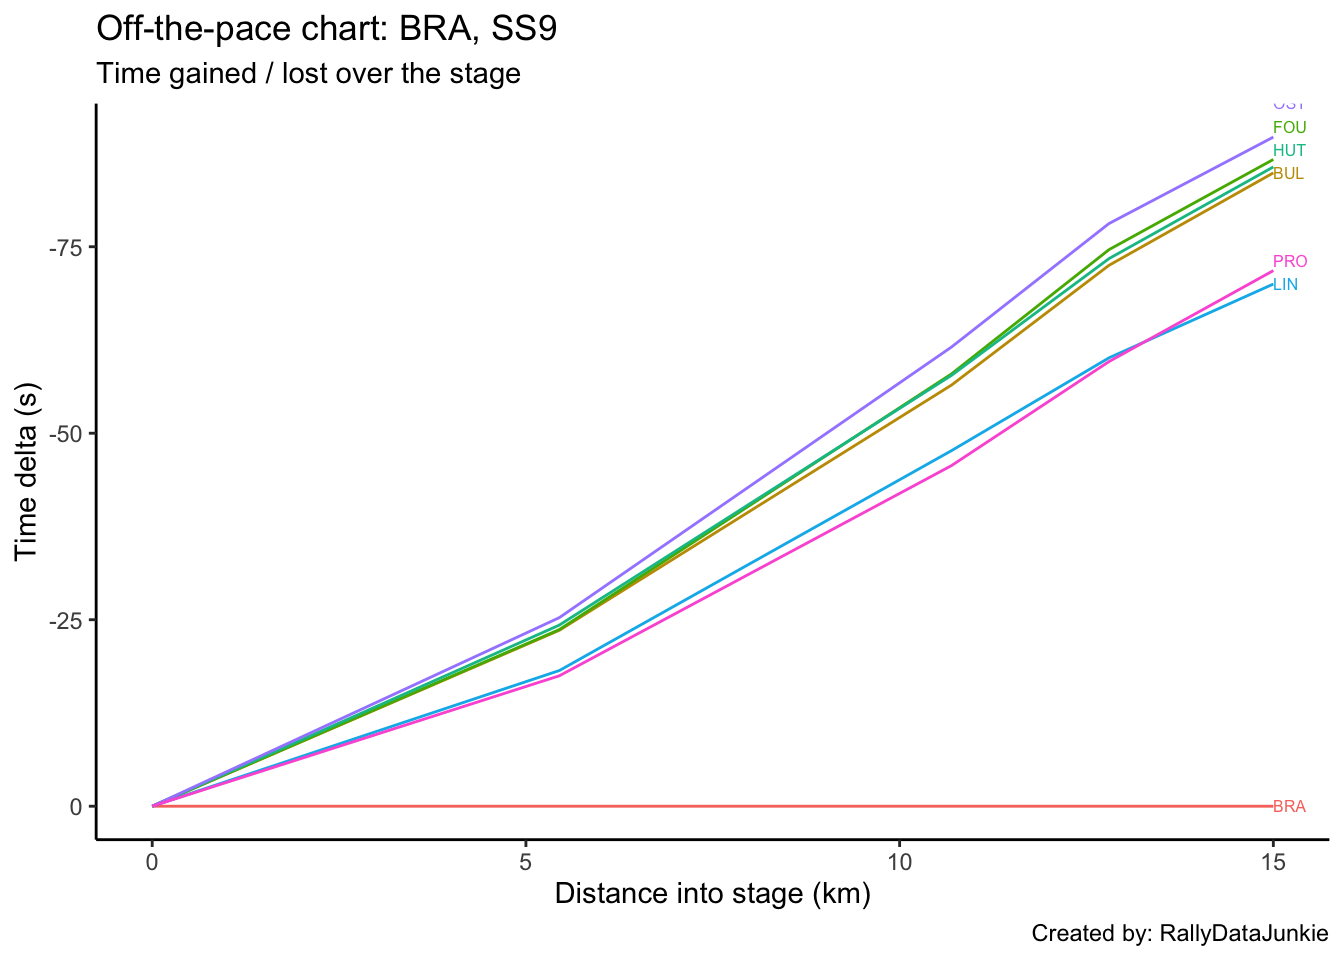 Off-the-pace chart: BRA, SS9
Time gained / lost over the stage
FOU
HUT
BUL
-75
PRO
LIN
-50
Time delta (s)
-25
0
BRA
0 5 10 15
Distance into stage (km)
Created by: RallyDataJunkie